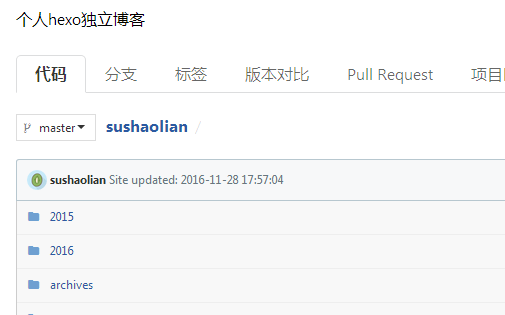 个人hexo独立博客
代码 分支 标签 版本对比 Pull Request 项目
master sushaolian /
sushaolian Site updated: 2016-11-28 17:57:04
2015
2016
archives